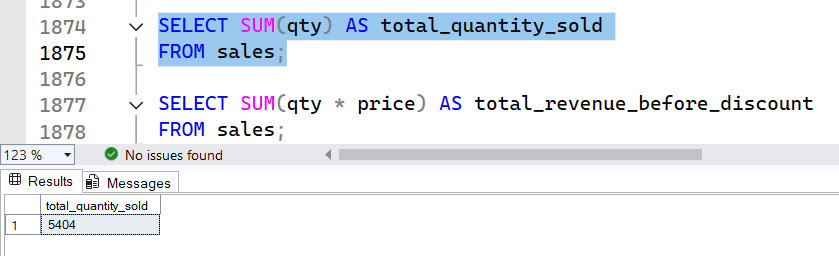 1873
1874 SELECT SUM(qty) AS total_quantity_sold
1875 FROM sales;
1876
1877 SELECT SUM(qty * price) AS total_revenue_before_discount
1878 FROM sales;
123 % No issues found
Results Messages
total_quantity_sold
1 5404